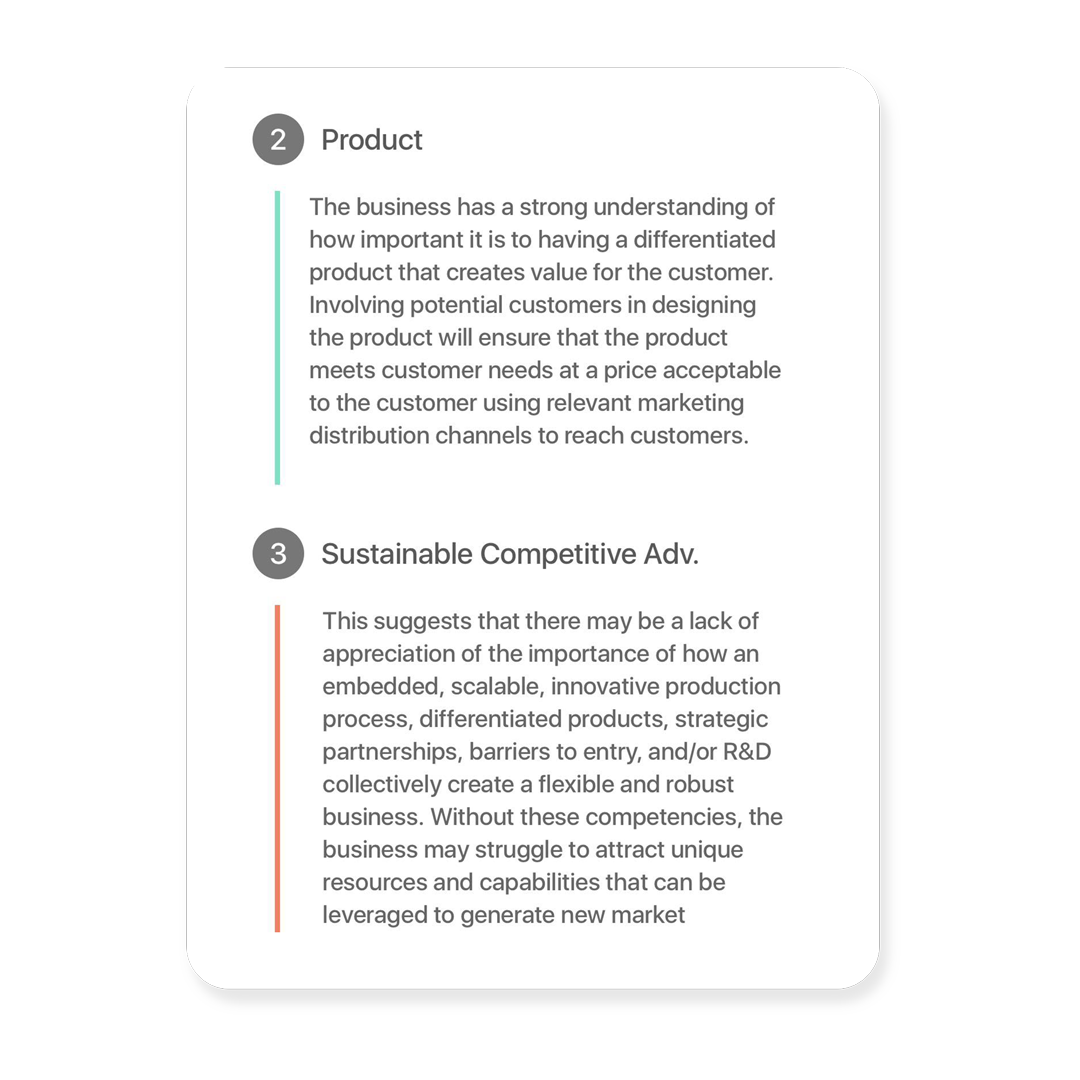 2 Product
The business has a strong understanding of
how important it is to having a differentiated
product that creates value for the customer.
Involving potential customers in designing
the product will ensure that the product
meets customer needs at a price acceptable
to the customer using relevant marketing
distribution channels to reach customers.
3 Sustainable Competitive Adv.
This suggests that there may be a lack of
appreciation of the importance of how an
embedded, scalable, innovative production
process, differentiated products, strategic
partnerships, barriers to entry, and/or R&D
collectively create a flexible and robust
business. Without these competencies, the
business may struggle to attract unique
resources and capabilities that can be
leveraged to generate new market